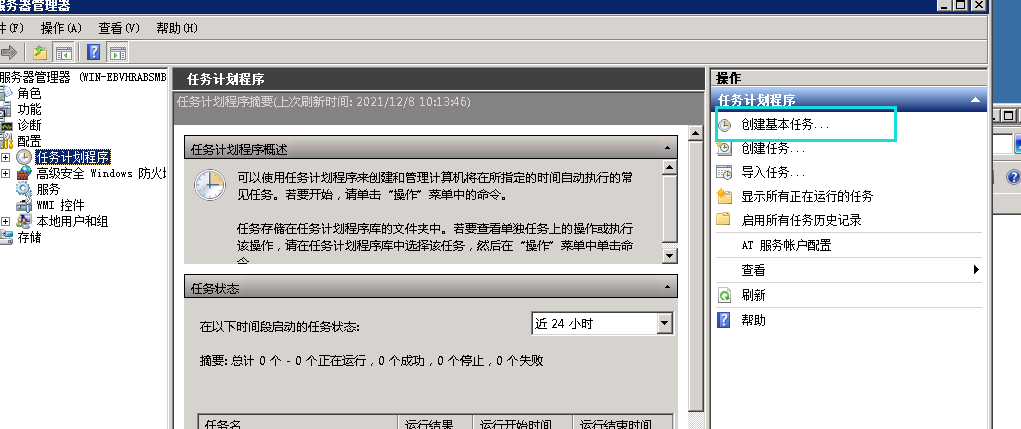 服务器管理器
件(F) 操作(A) 查看(V) 帮助(H)
服务器管理器 (WIN-EBVHRABSMB
角色
功能
诊断
配置
任务计划程序
高级安全 Windows 防火墙
服务
WMI 控件
本地用户和组
存储
任务计划程序
任务计划程序摘要(上次刷新时间: 2021/12/8 10:13:46)
任务计划程序概述
可以使用任务计划程序来创建和管理计算机将在所指定的时间自动执行的常
见任务。若要开始，请单击“操作”菜单中的命令。
任务存储在任务计划程序库的文件夹中。若要查看单独任务上的操作或执行
该操作，请在任务计划程序库中选择该任务，然后在“操作”菜单中单击命
令
任务状态
在以下时间段启动的任务状态:
近 24 小时
摘要: 总计 0 个 - 0 个正在运行，0 个成功，0 个停止，0 个失败
任务名 运行结果 运行开始时间 运行结束时间
操作
任务计划程序
创建基本任务...
创建任务...
导入任务...
显示所有正在运行的任务
启用所有任务历史记录
AT 服务帐户配置
查看
刷新
帮助